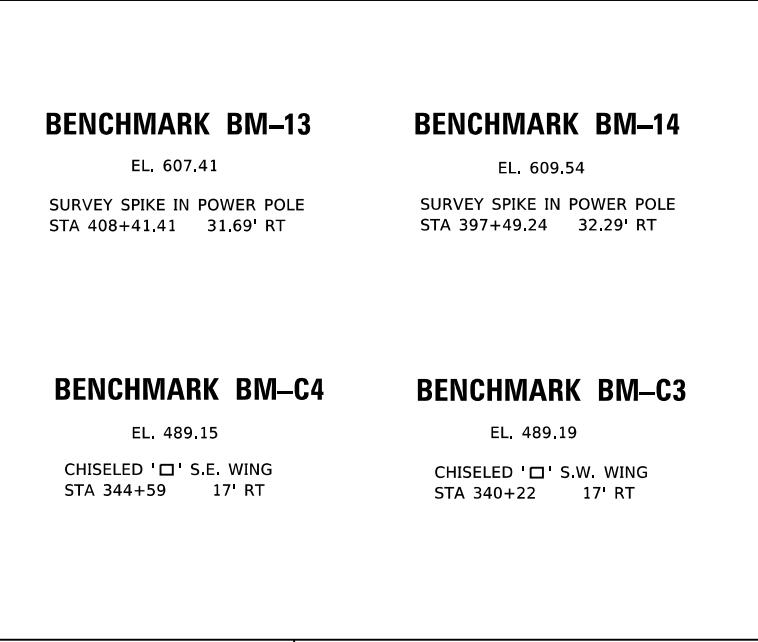 BENCHMARK BM–13
EL. 607.41
SURVEY SPIKE IN POWER POLE
STA 408+41.41 31.69' RT
BENCHMARK BM–14
EL. 609.54
SURVEY SPIKE IN POWER POLE
STA 397+49.24 32.29' RT
BENCHMARK BM–C4
EL. 489.15
CHISELED '□' S.E. WING
STA 344+59 17' RT
BENCHMARK BM–C3
EL. 489.19
CHISELED '□' S.W. WING
STA 340+22 17' RT